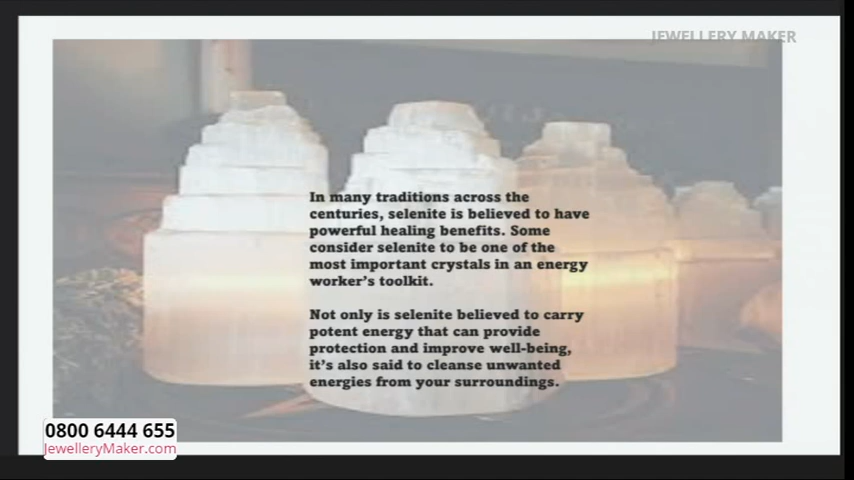 JEWELLERY MAKER
In many traditions across the
centuries, selenite is believed to have
powerful healing benefits. Some
consider selenite to be one of the
most important crystals in an energy
worker's toolkit.
Not only is selenite believed to carry
potent energy that can provide
protection and improve well-being,
it's also said to cleanse unwanted
energies from your surroundings.
0800 6444 655
JewelleryMaker.com